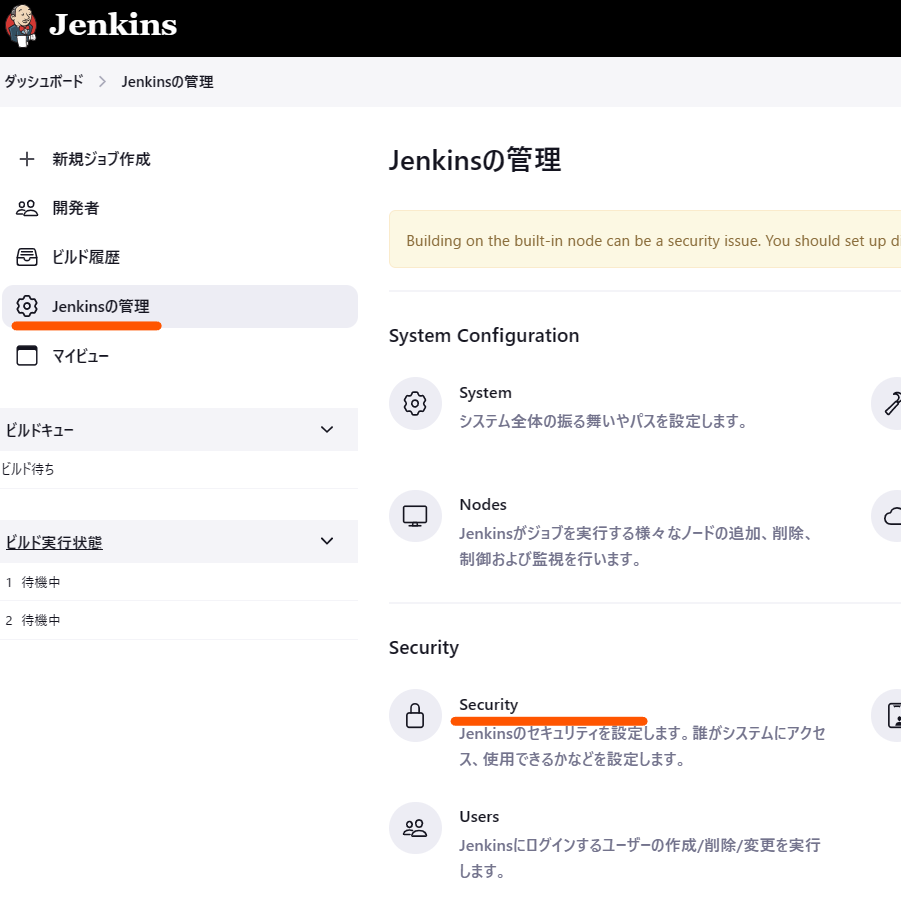 Jenkins
ダッシュボード
Jenkinsの管理
新規ジョブ作成
開発者
ビルド履歴
Jenkinsの管理
マイビュー
ビルドキュー
ビルド待ち
ビルド実行状態
1 待機中
2 待機中
Jenkinsの管理
Building on the built-in node can be a security issue. You should set up di
System Configuration
System
システム全体の振る舞いやパスを設定します。
Nodes
Jenkinsがジョブを実行する様々なノードの追加、削除、
制御および監視を行います。
Security
Security
Jenkinsのセキュリティを設定します。誰がシステムにアクセ
ス、使用できるかなどを設定します。
Users
Jenkinsにログインするユーザーの作成/削除/変更を実行
します。